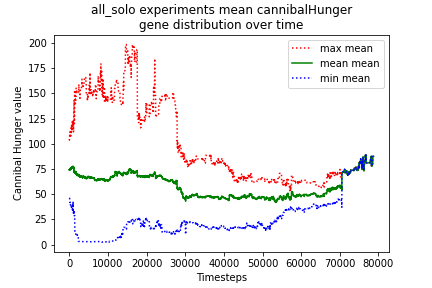 all_solo experiments mean cannibalHunger
gene distribution over time
200
175
150
125
100
75
50
25
0
Cannibal Hunger value
max mean
mean mean
min mean
0
10000
20000
30000
40000
50000
60000
70000
80000
Timesteps